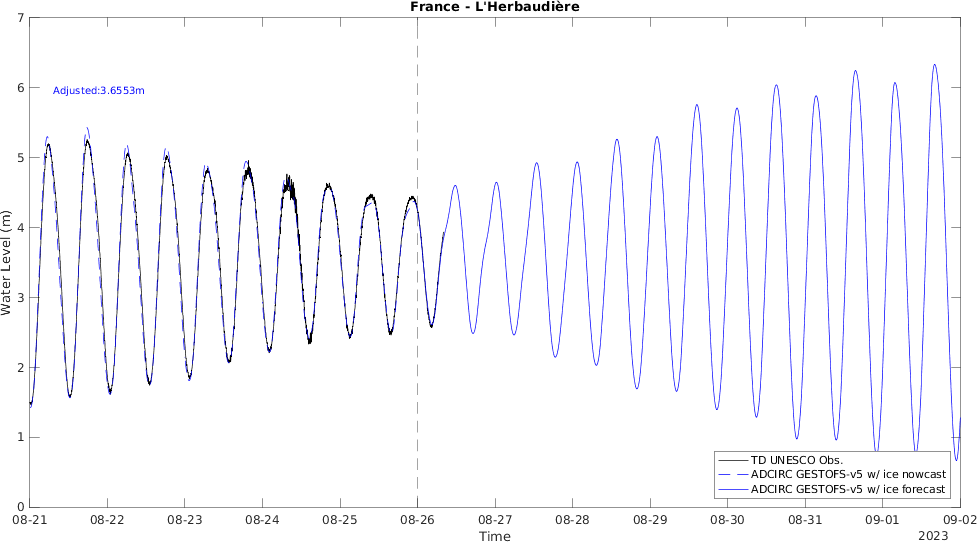 France - L'Herbaudière
7
6
5
4
3
2
1
0
Water Level (m)
Adjusted:3.6553m
TD UNESCO Obs.
ADCIRC GESTOFS-v5 w/ ice nowcast
ADCIRC GESTOFS-v5 w/ ice forecast
08-21 08-22 08-23 08-24 08-25 08-26 08-27 08-28 08-29 08-30 08-31 09-01 09-02
Time
2023